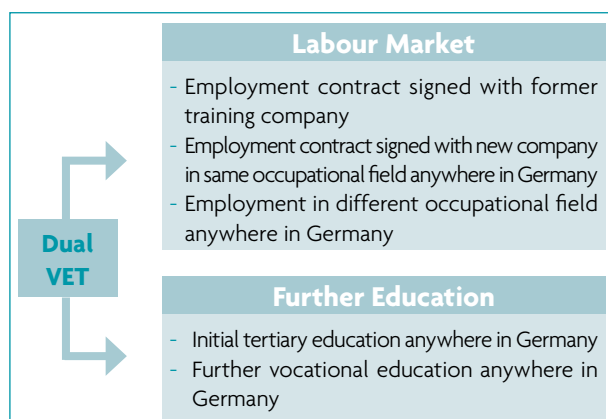 Labour Market
- Employment contract signed with former
training company
- Employment contract signed with new company
in same occupational field anywhere in Germany
- Employment in different occupational field
anywhere in Germany
Dual
VET
Further Education
- Initial tertiary education anywhere in Germany
- Further vocational education anywhere in
Germany